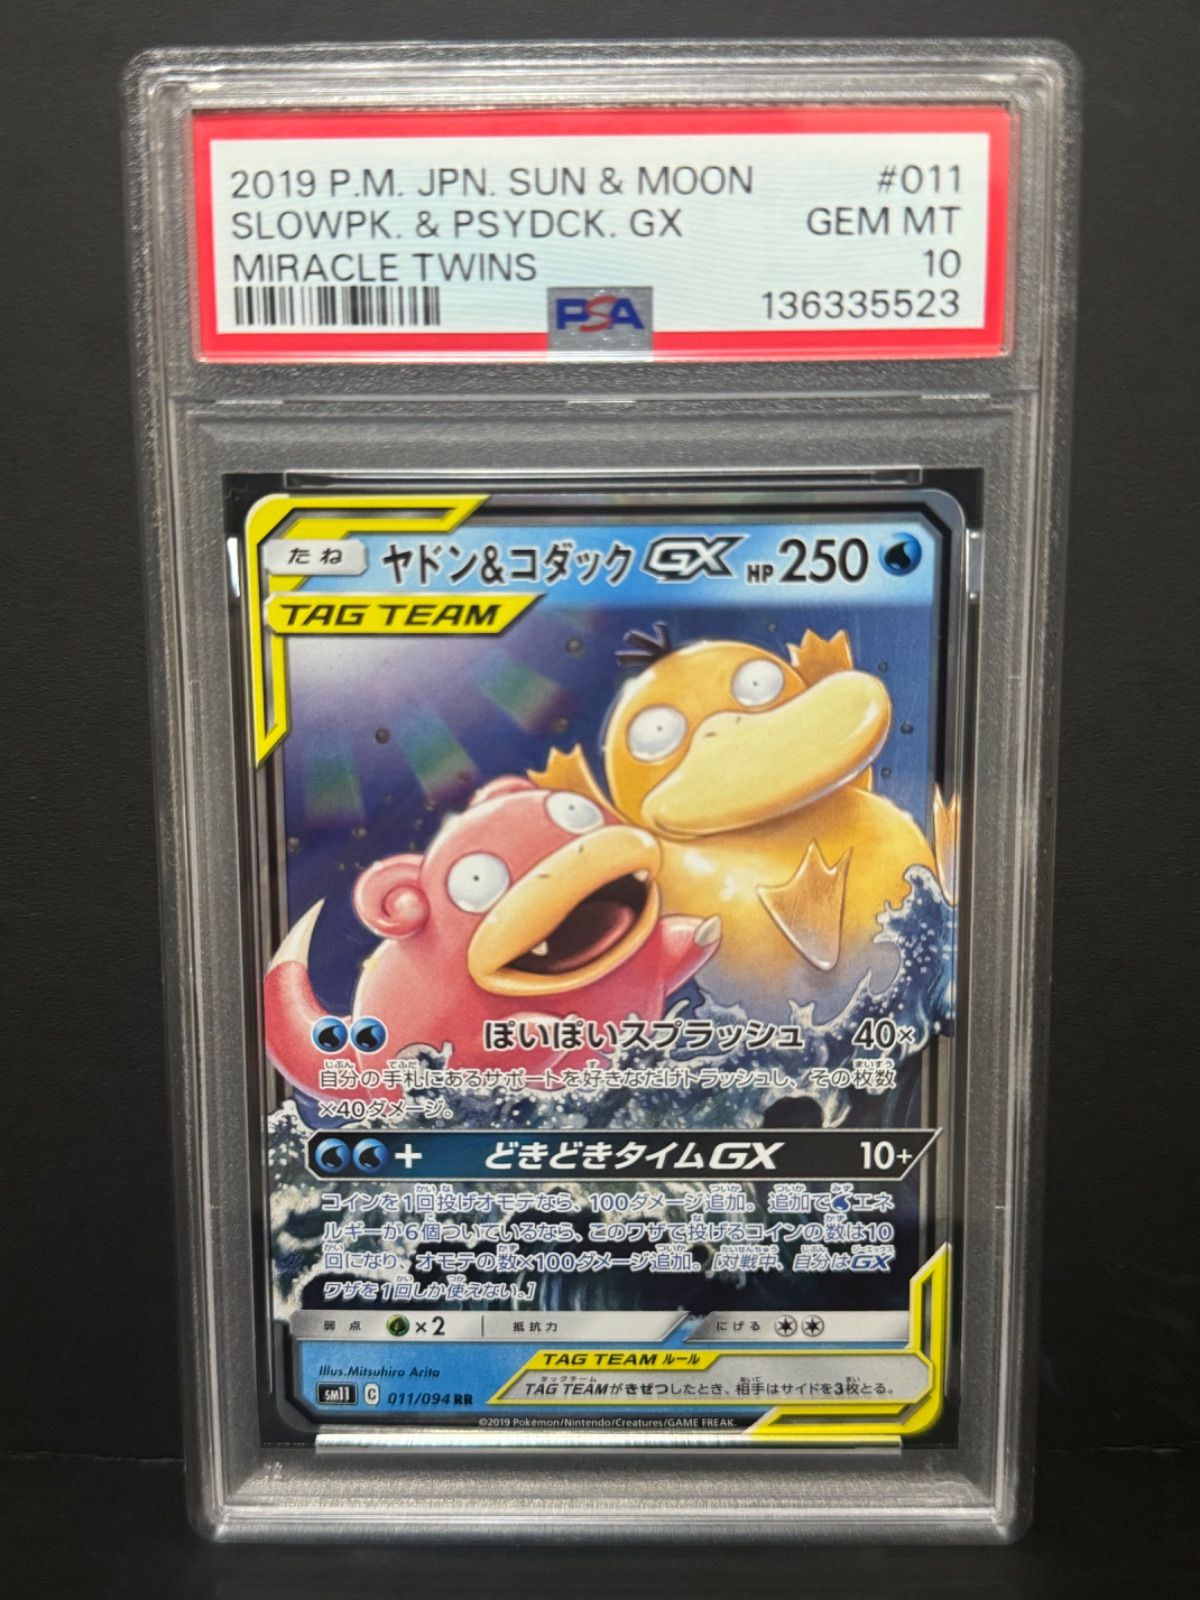 2019 P.M. JPN. SUN & MOON #011
SLOWPK. & PSYDCK. GX GEM MT
MIRACLE TWINS 10
PSA 136335523
たね ヤドン&コダックGX HP250
TAG TEAM
ぽいぽいスプラッシュ 40×
自分の手札にあるサポートを好きなだけトラッシュし、その枚数
×40ダメージ。
+ どきどきタイムGX 10+
コインを1回投げオモテなら、100ダメージ追加。追加でエネ
ルギーが6個ついているなら、このワザで投げるコインの数は10
回になり、オモテの数×100ダメージ追加。[対戦中、自分はGX
ワザを1回しか使えない。]
弱点 ×2 抵抗力 にげる
Illus. Mitsuhiro Arita
TAG TEAM ルール
TAG TEAMがきぜつしたとき、相手はサイドを3枚とる。
SM11 C 011/094 RR
©2019 Pokémon/Nintendo/Creatures/GAME FREAK.